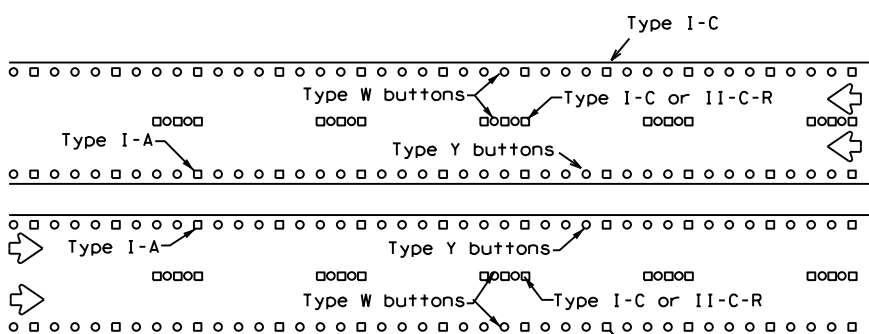 Type I-C
Type W buttons
Type I-C or II-C-R
Type I-A
Type Y buttons
Type I-A
Type Y buttons
Type W buttons
Type I-C or II-C-R